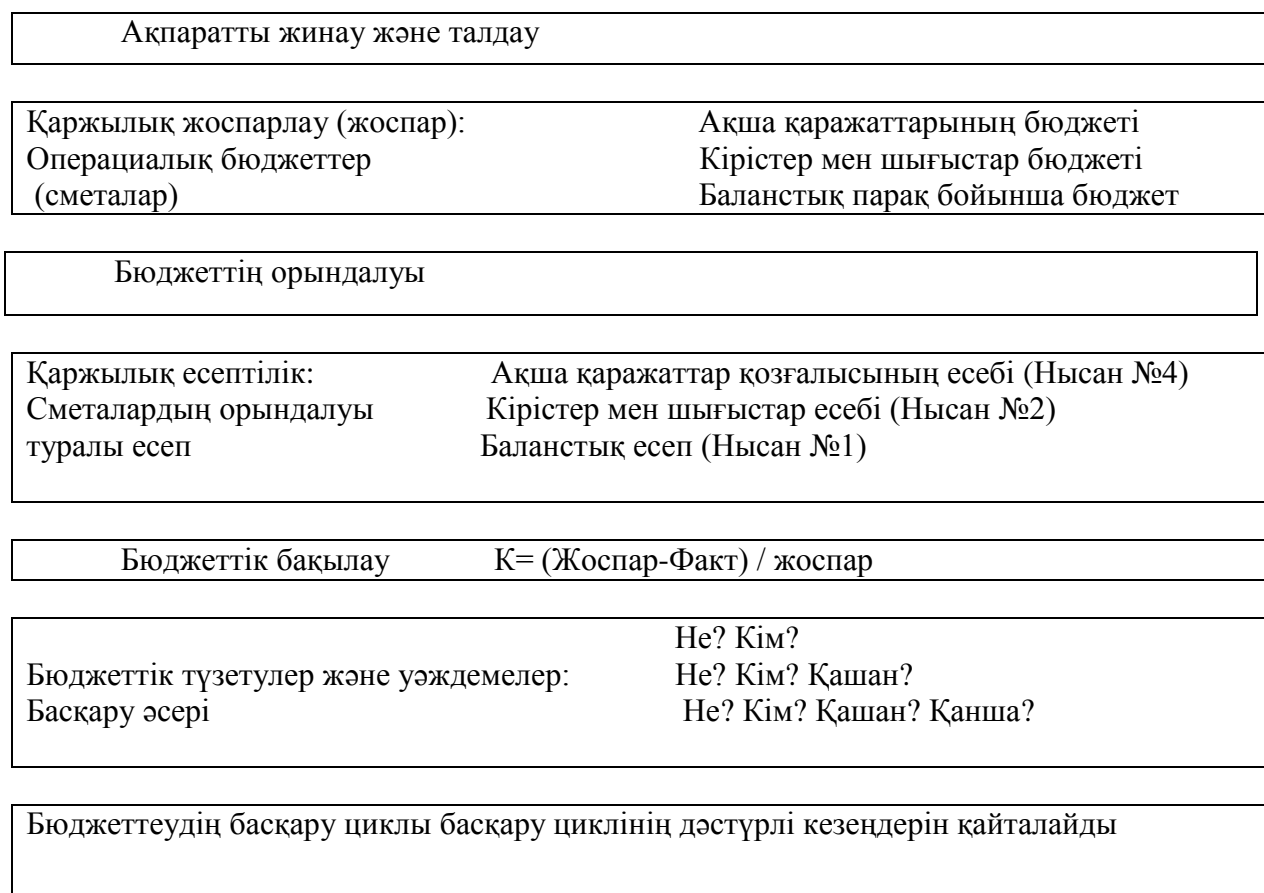 Ақпаратты жинау және талдау
Қаржылық жоспарлау (жоспар): Ақша қаражаттарының бюджеті
Операциалық бюджеттер Кірістер мен шығыстар бюджеті
(сметалар) Баланстық парақ бойынша бюджет
Бюджеттің орындалуы
Қаржылық есептілік: Ақша қаражаттар қозғалысының есебі (Нысан №4)
Сметалардың орындалуы Кірістер мен шығыстар есебі (Нысан №2)
туралы есеп Баланстық есеп (Нысан №1)
Бюджеттік бақылау К= (Жоспар-Факт) / жоспар
Не? Кім?
Бюджеттік түзетулер және уәждемелер: Не? Кім? Қашан?
Басқару әсері Не? Кім? Қашан? Қанша?
Бюджеттеудің басқару циклы басқару циклінің дәстүрлі кезеңдерін қайталайды